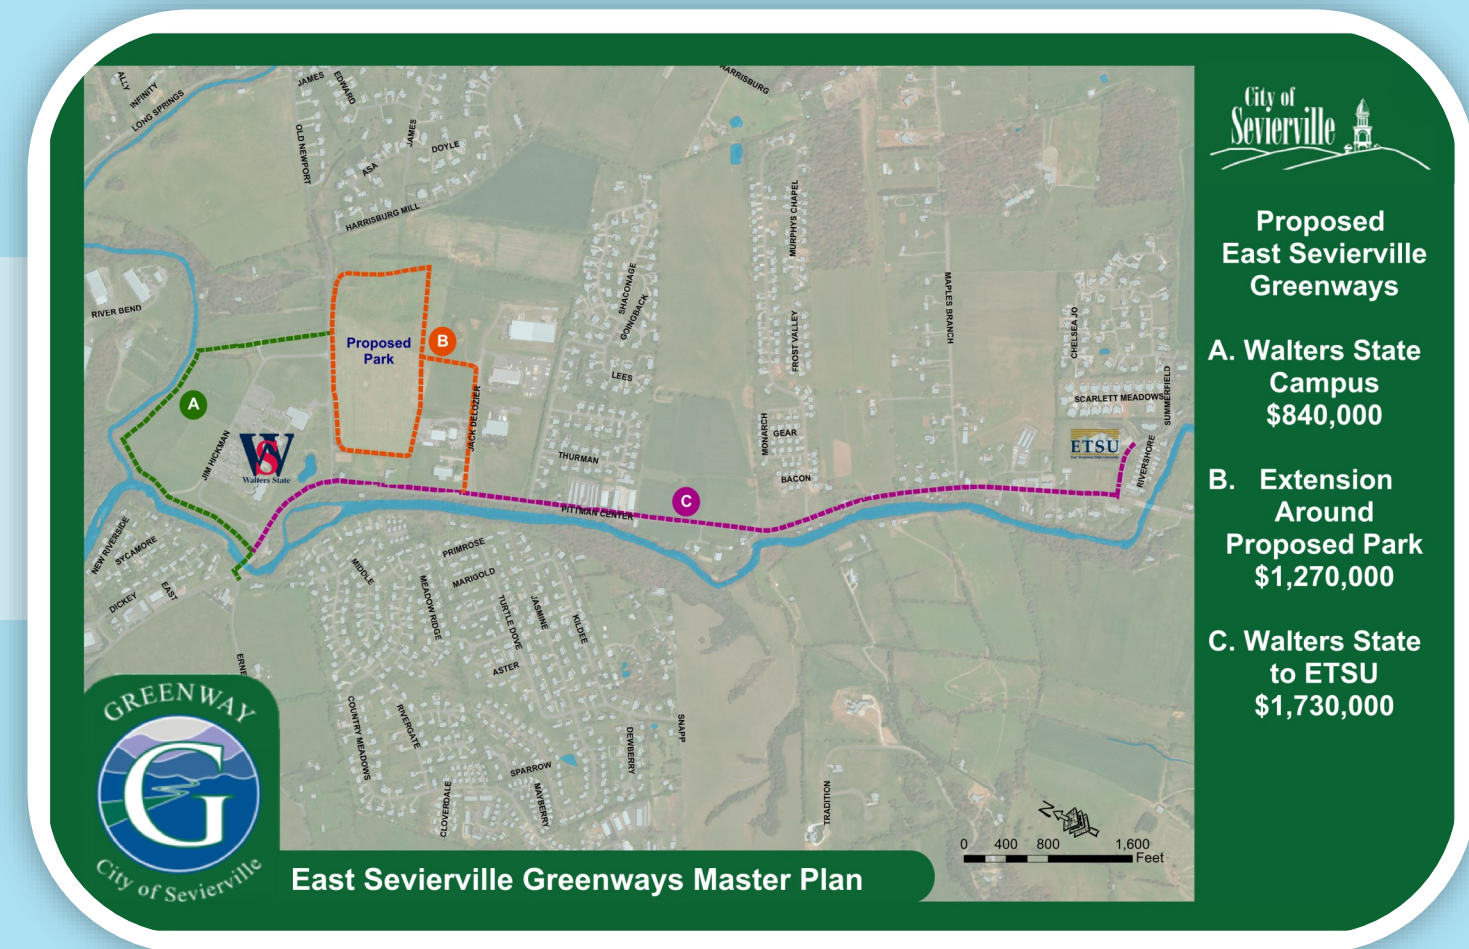 City of
Sevierville
Proposed
East Sevierville
Greenways
A. Walters State
Campus
$840,000
B. Extension
Around
Proposed Park
$1,270,000
C. Walters State
to ETSU
$1,730,000
ALLY
INFINITY
LONG SPRINGS
JAMES
EDWARD
OLD NEWPORT
JAMES
ASA
DOYLE
HARRISBURG MILL
HARRISBURG
MURPHYS CHAPEL
SHACONAGE
GOINGBACK
RIVER BEND
Proposed
Park
B
A
LEES
FROST VALLEY
MAPLES BRANCH
CHELSEA JO
SCARLETT MEADOWS
SUMMERFIELD
JACK DELOZIER
JIM HICKMAN
WS
Walters State
THURMAN
MONARCH
GEAR
BACON
ETSU
RIVERSHORE
C
PITTMAN CENTER
NEW RIVERSIDE
SYCAMORE
DICKEY
EAST
MIDDLE
PRIMROSE
MARIGOLD
MEADOW RIDGE
TURTLE DOVE
JASMINE
KILDEE
ASTER
ERNE
COUNTRY MEADOWS
RIVERGATE
SNAPP
DEWBERRY
SPARROW
MAYBERRY
CLOVERDALE
TRADITION
N
0 400 800 1,600
Feet
GREENWAY
G
City of Sevierville
East Sevierville Greenways Master Plan